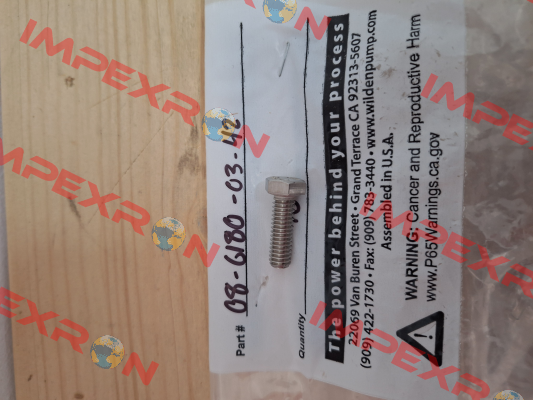 Part # 08-6180-03-42
Quantity
The power behind your process
22069 Van Buren Street • Grand Terrace CA 92313-5607
(909) 422-1730 • Fax: (909) 783-3440 • www.wildenpump.com
Assembled in U.S.A.
WARNING: Cancer and Reproductive Harm
www.P65Warnings.ca.gov
IMPEXRON
IMPEXRON
IMPEXRON
IMPEXRON
IMPEXRON
IMPEXRON